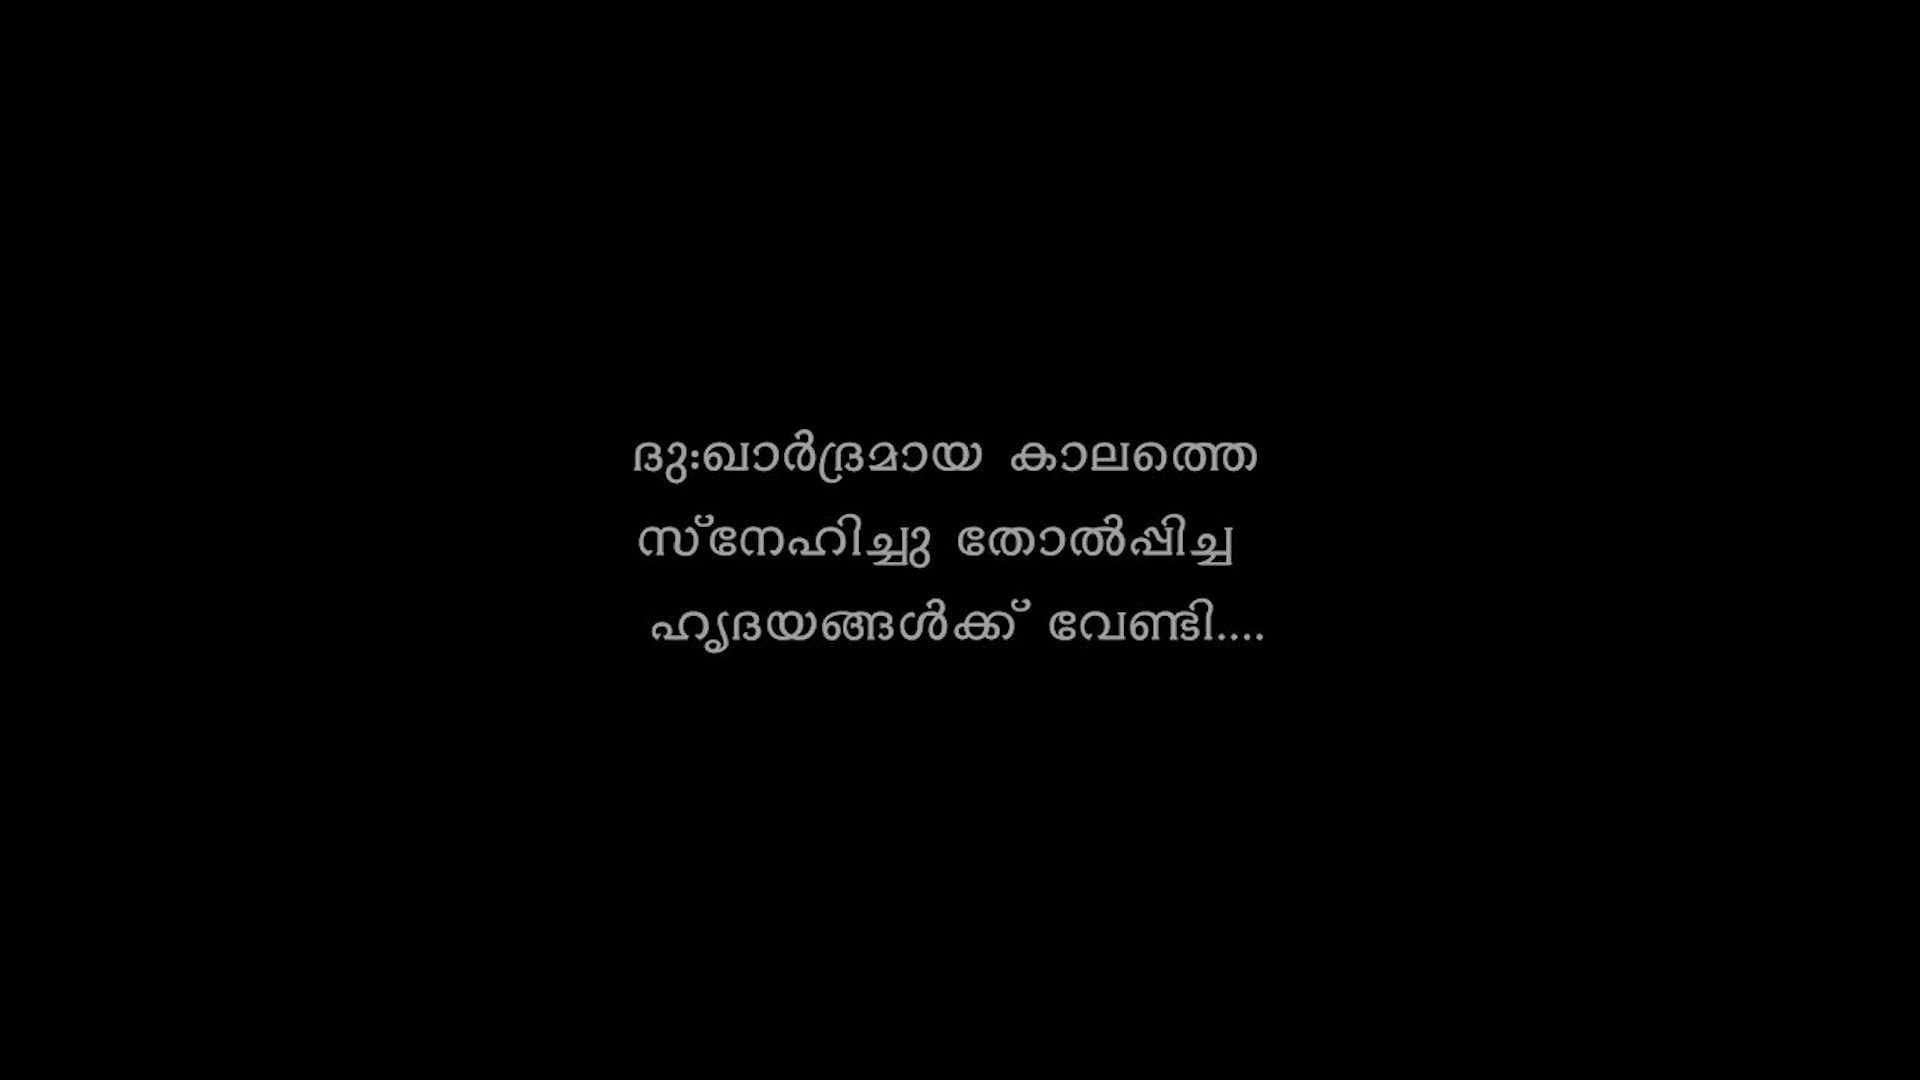 ദുഃഖാർദ്രമായ കാലത്തെ
സ്നേഹിച്ചു തോൽപ്പിച്ച
ഹൃദയങ്ങൾക്ക് വേണ്ടി....